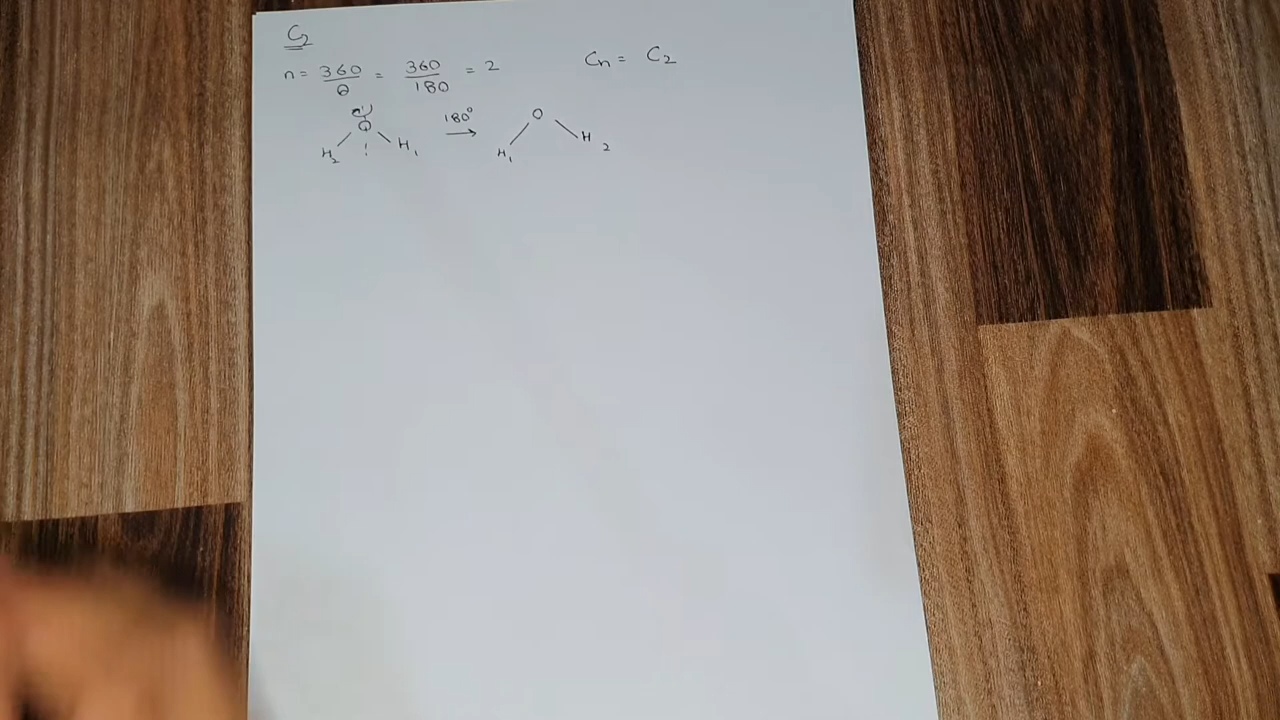 C₂
n = 360/θ = 360/180 = 2 Cn = C₂
O 180° → O
H₂ H₁ H₁ H₂